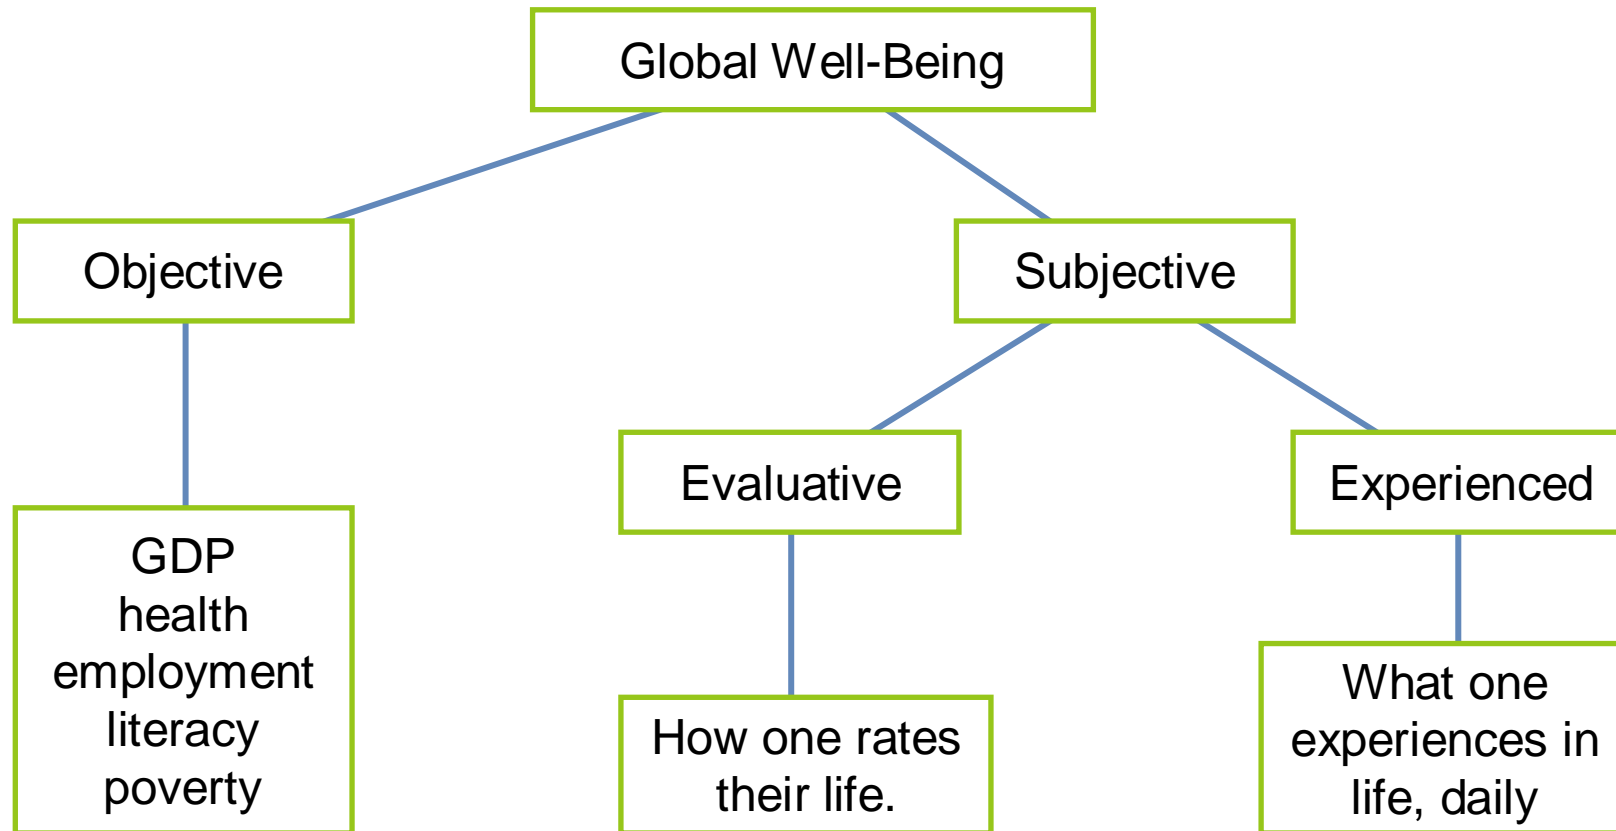 Global Well-Being
Objective
Subjective
Evaluative
Experienced
GDP
health
employment
literacy
poverty
How one rates
their life.
What one
experiences in
life, daily